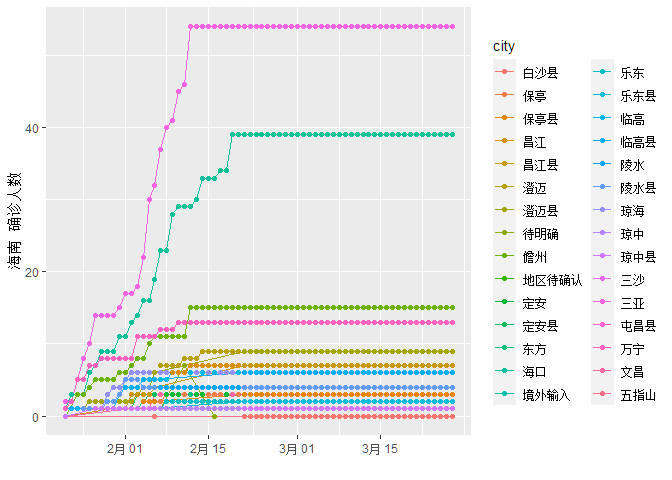 city
白沙县
保亭
保亭县
昌江
昌江县
澄迈
澄迈县
待明确
儋州
地区待确认
定安
定安县
东方
海口
境外输入
乐东
乐东县
临高
临高县
陵水
陵水县
琼海
琼中
琼中县
三沙
三亚
屯昌县
万宁
文昌
五指山
海南 确诊人数
40
20
0
2月 01
2月 15
3月 01
3月 15